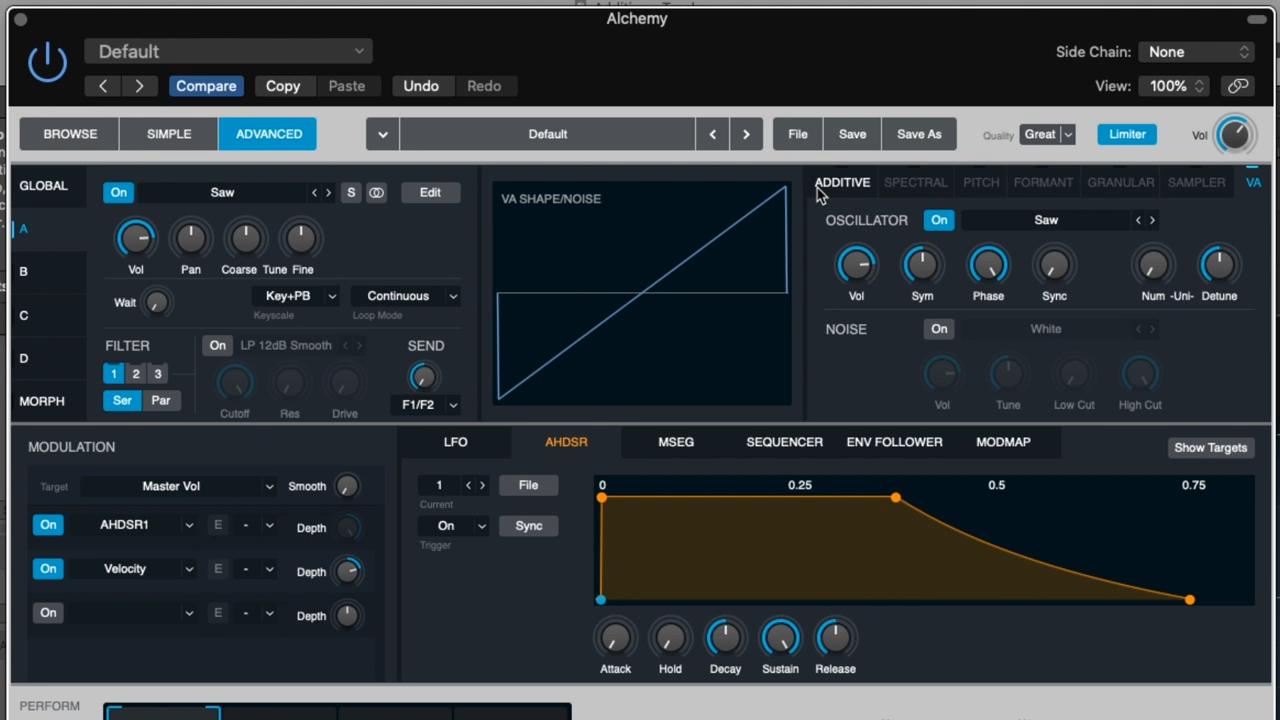 Alchemy
Default
Side Chain: None
Compare Copy Paste Undo Redo
View: 100%
BROWSE SIMPLE ADVANCED Default File Save Save As Quality Great Limiter Vol
GLOBAL
A
B
C
D
MORPH
On Saw S Edit
Vol Pan Coarse Tune Fine
Wait Key+PB Continuous
Keyscale Loop Mode
FILTER On LP 12dB Smooth SEND
1 2 3
Ser Par
Cutoff Res Drive
F1/F2
VA SHAPE/NOISE
ADDITIVE SPECTRAL PITCH FORMANT GRANULAR SAMPLER VA
OSCILLATOR On Saw
Vol Sym Phase Sync Num -Uni- Detune
NOISE On White
Vol Tune Low Cut High Cut
MODULATION
Target Master Vol Smooth
On AHDSR1 E - Depth
On Velocity E - Depth
On E - Depth
LFO AHDSR MSEG SEQUENCER ENV FOLLOWER MODMAP Show Targets
1 File
Current
On Sync
Trigger
0 0.25 0.5 0.75
Attack Hold Decay Sustain Release
PERFORM